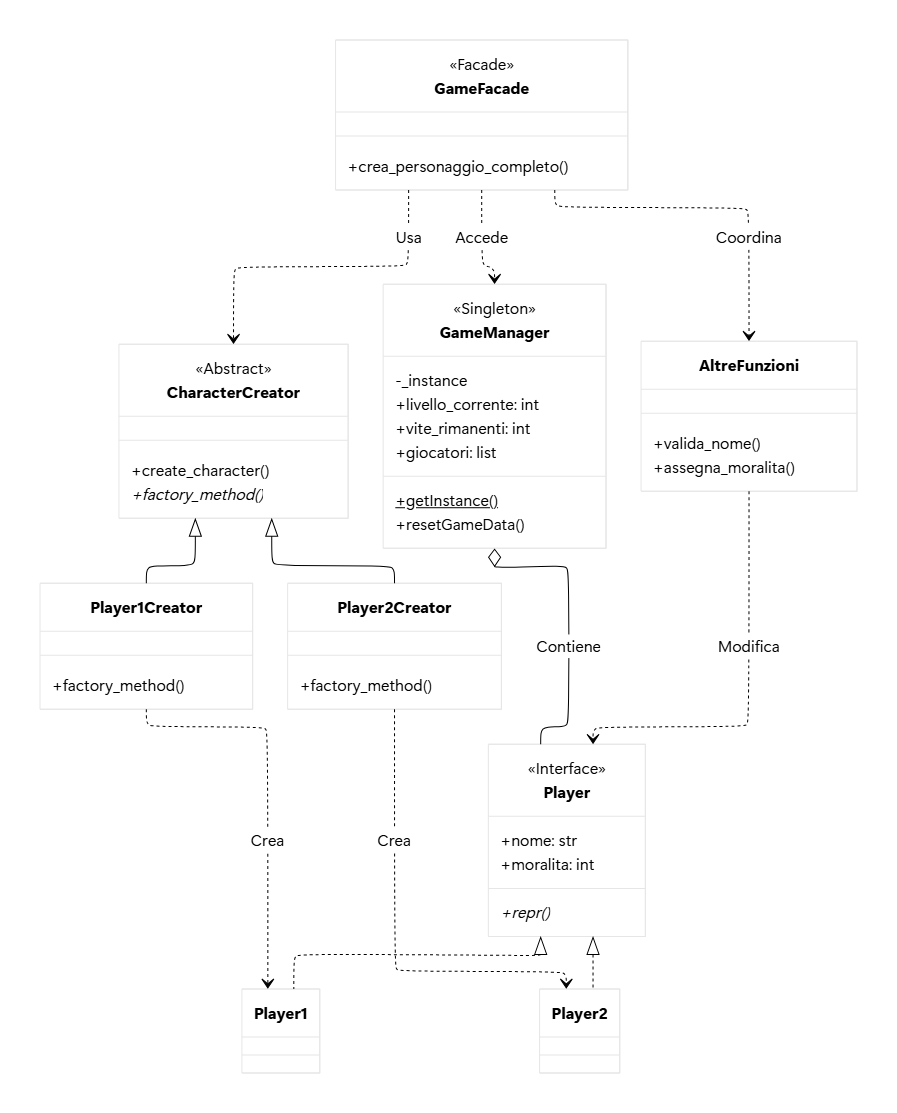 «Facade»
GameFacade
+crea_personaggio_completo()
Usa
Accede
Coordina
«Singleton»
GameManager
-_instance
+livello_corrente: int
+vite_rimanenti: int
+giocatori: list
+getInstance()
+resetGameData()
«Abstract»
CharacterCreator
+create_character()
+factory_method()
AltreFunzioni
+valida_nome()
+assegna_moralita()
Player1Creator
+factory_method()
Player2Creator
+factory_method()
Contiene
Modifica
«Interface»
Player
+nome: str
+moralita: int
+repr()
Crea
Crea
Player1
Player2